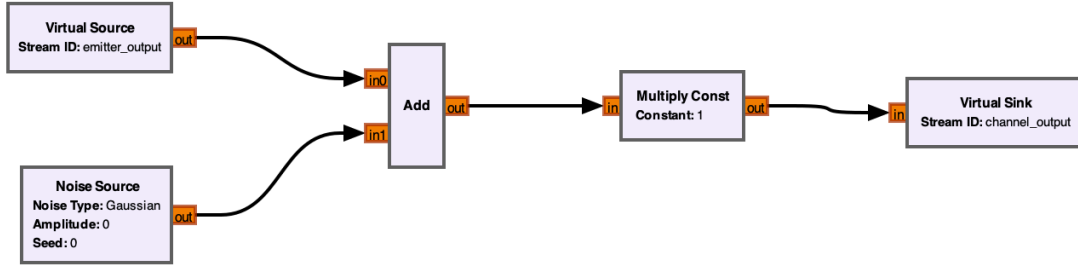 Virtual Source
Stream ID: emitter_output
out
in0
in1
Add
out
Noise Source
Noise Type: Gaussian
Amplitude: 0
Seed: 0
out
in
Multiply Const
Constant: 1
out
in
Virtual Sink
Stream ID: channel_output